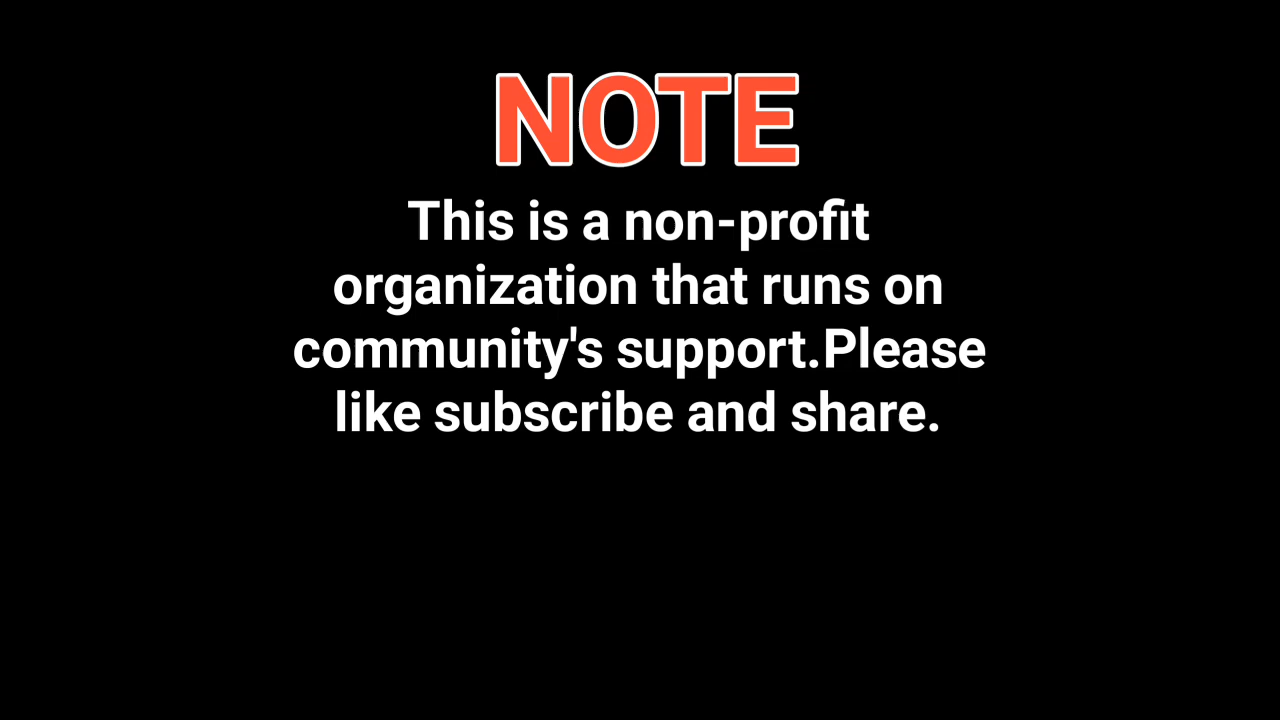 NOTE
This is a non-profit
organization that runs on
community's support.Please
like subscribe and share.